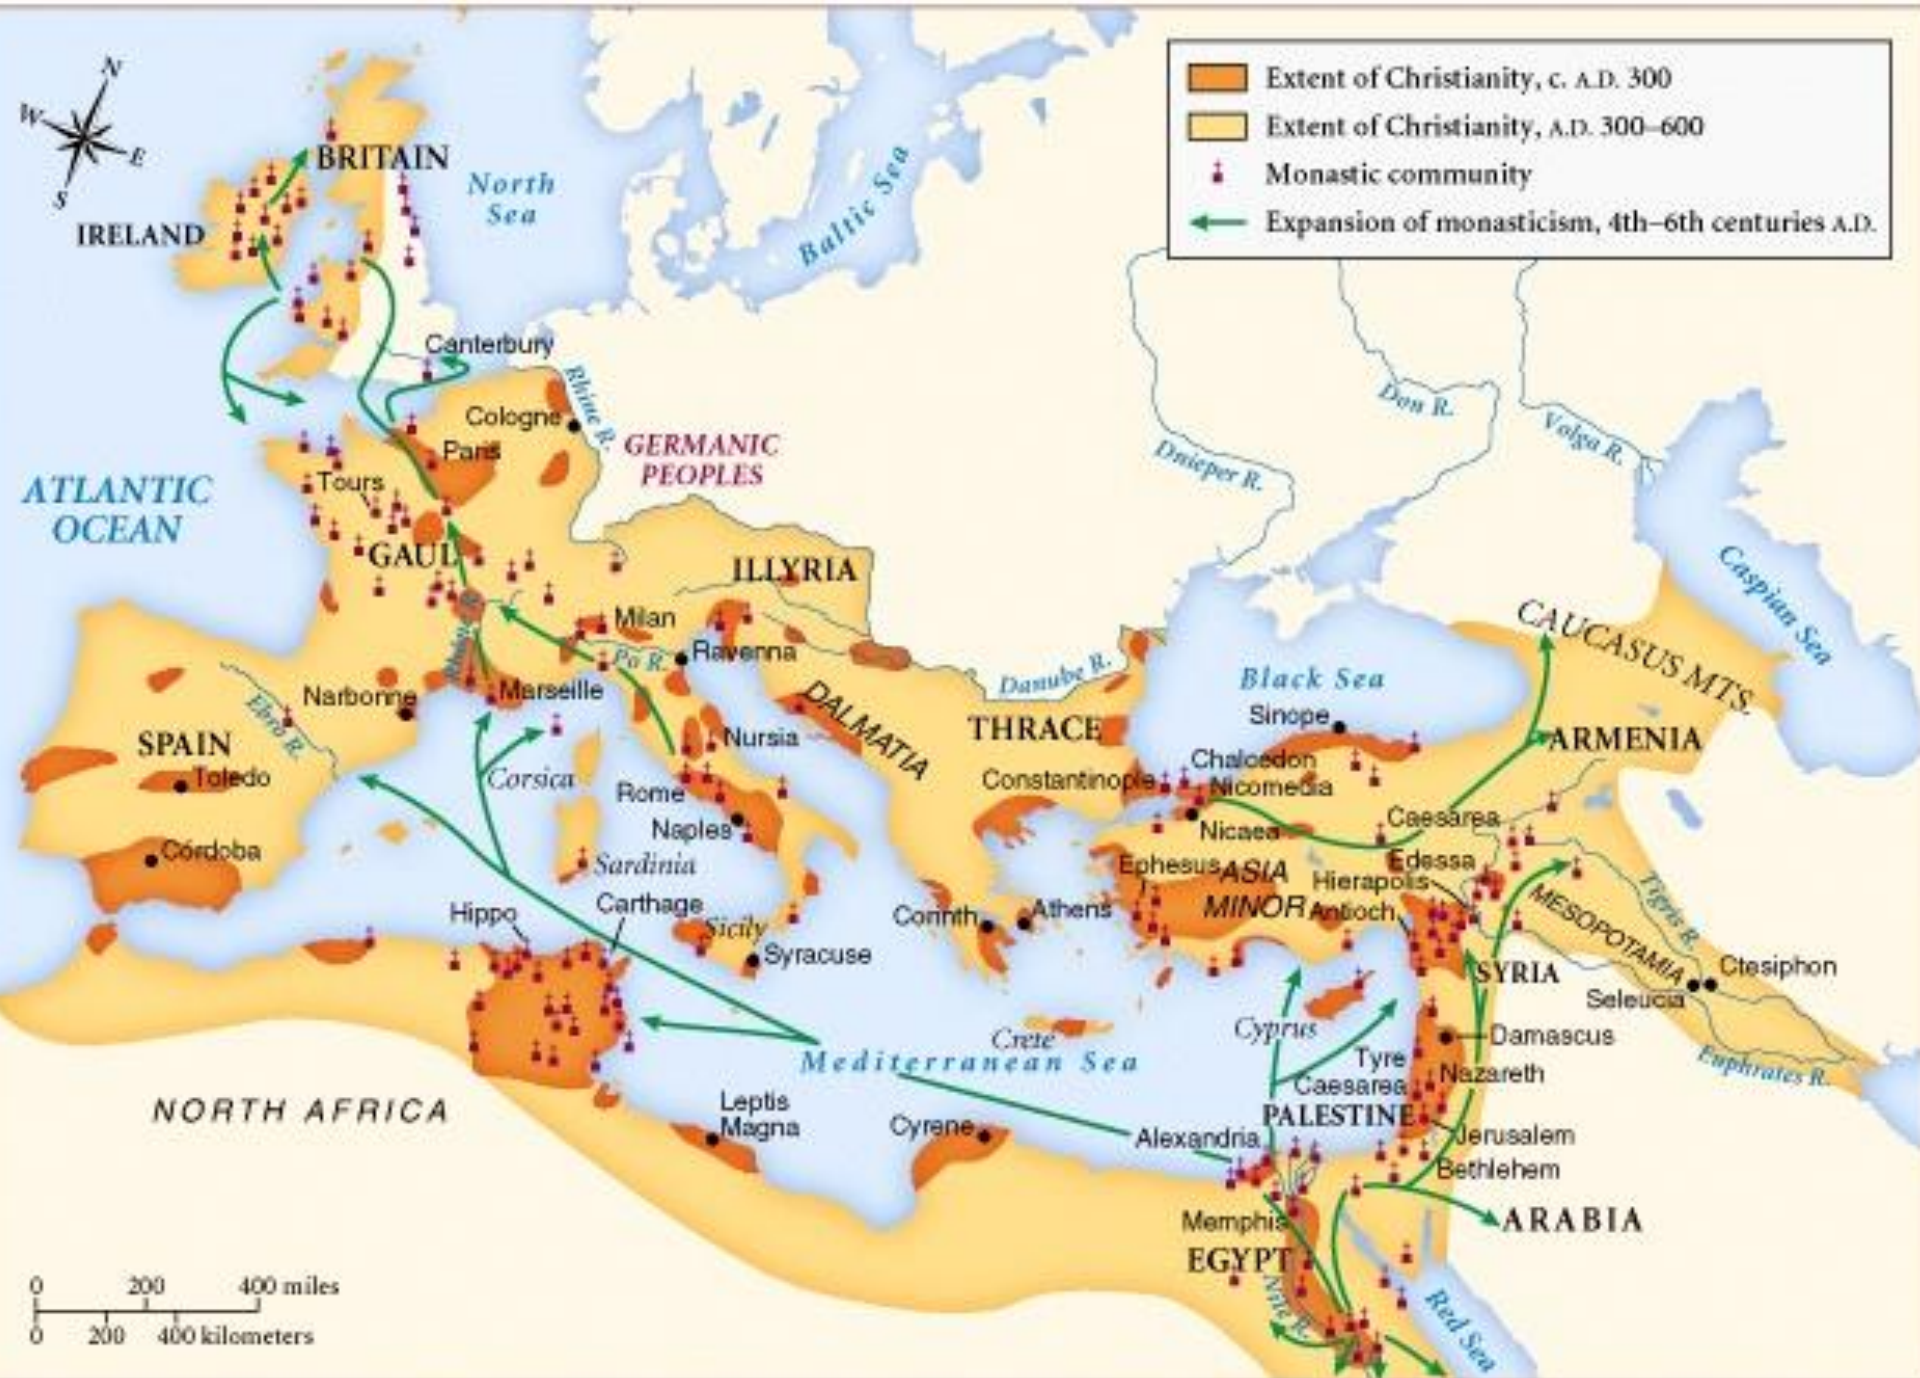 Extent of Christianity, c. A.D. 300
Extent of Christianity, A.D. 300–600
Monastic community
Expansion of monasticism, 4th–6th centuries A.D.
N
W
E
S
BRITAIN
North
Sea
IRELAND
Baltic Sea
Canterbury
Rhine R.
Cologne
GERMANIC
PEOPLES
Paris
Don R.
Volga R.
Dnieper R.
ATLANTIC
OCEAN
Tours
GAUL
ILLYRIA
Caspian Sea
Milan
CAUCASUS MTS.
Po R.
Ravenna
Danube R.
Black Sea
Narbonne
Marseille
DALMATIA
Ebro R.
SPAIN
Nursia
THRACE
Sinope
ARMENIA
Toledo
Corsica
Rome
Constantinople
Chalcedon
Nicomedia
Naples
Nicaea
Caesarea
Córdoba
Sardinia
Ephesus
ASIA
MINOR
Edessa
Hierapolis
MESOPOTAMIA
Tigris R.
Hippo
Carthage
Sicily
Corinth
Athens
Antioch
Syracuse
SYRIA
Ctesiphon
Seleucia
Crete
Cyprus
Damascus
Mediterranean Sea
Tyre
Caesarea
Nazareth
Euphrates R.
NORTH AFRICA
Leptis
Magna
Cyrene
PALESTINE
Alexandria
Jerusalem
Bethlehem
Memphis
ARABIA
EGYPT
Nile R.
Red Sea
0 200 400 miles
0 200 400 kilometers